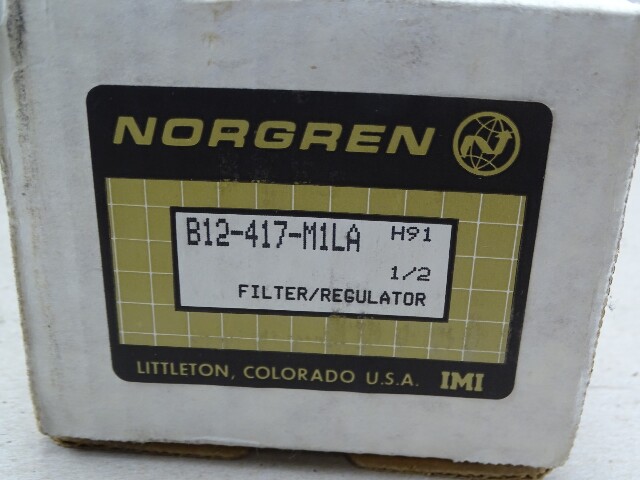 NORGREN
B12-417-M1LA H91
1/2
FILTER/REGULATOR
LITTLETON, COLORADO U.S.A. IMI